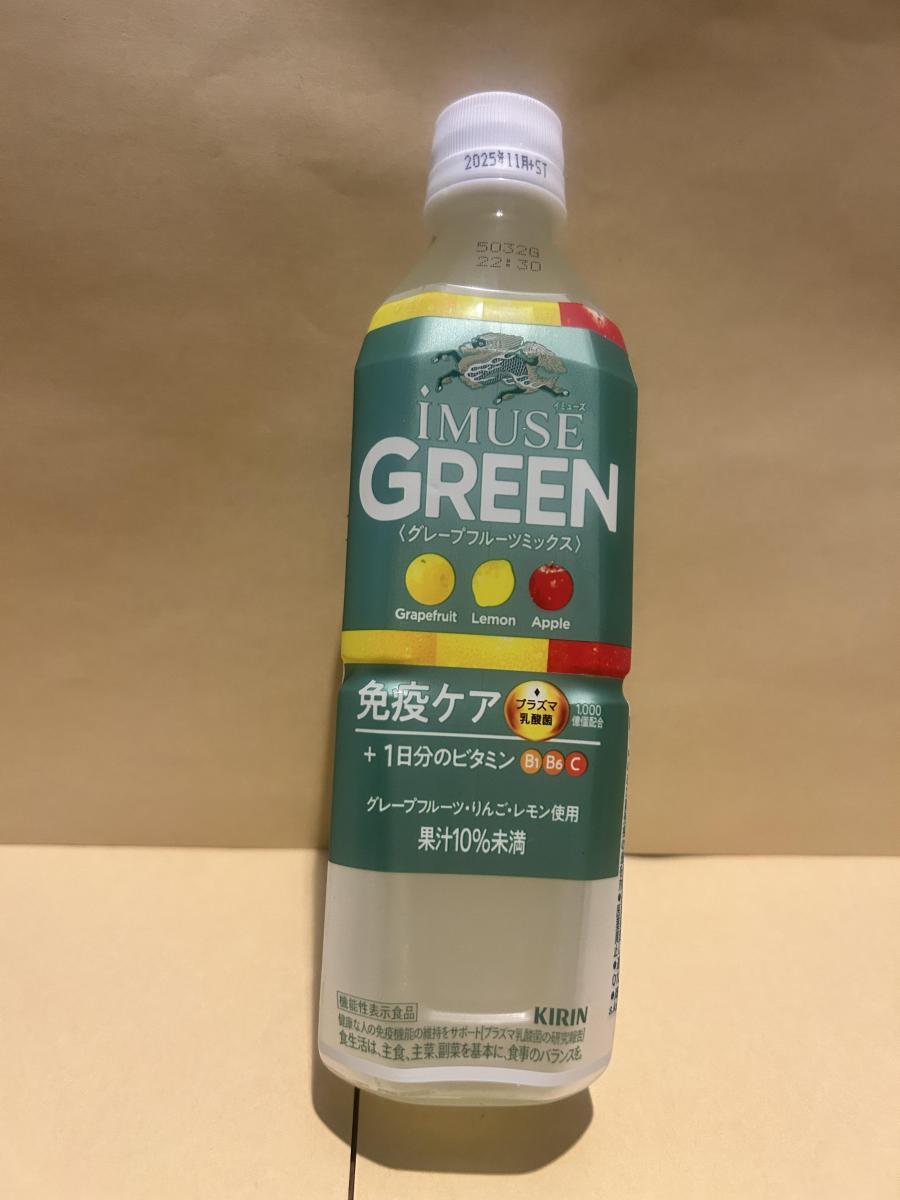 2025年11月+ST
5032G
22:30
イミューズ
iMUSE
GREEN
〈グレープフルーツミックス〉
Grapefruit Lemon Apple
免疫ケア
プラズマ
乳酸菌
1,000
億個配合
+1日分のビタミン B1 B6 C
グレープフルーツ・りんご・レモン使用
果汁10%未満
機能性表示食品
KIRIN
健康な人の免疫機能の維持をサポート[プラズマ乳酸菌の研究報告]
食生活は、主食、主菜、副菜を基本に、食事のバランスを。